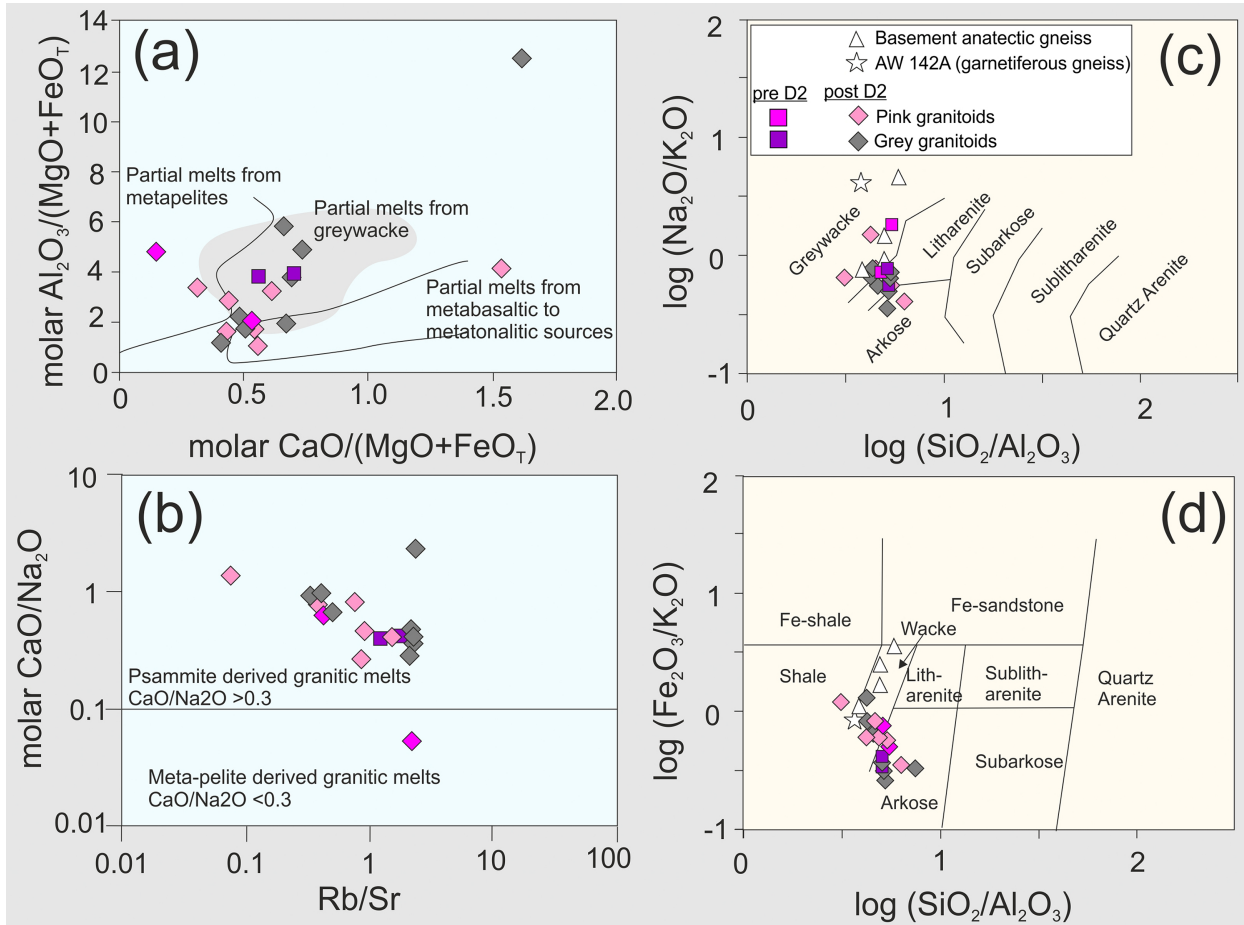 (a)
14
12
10
8
6
4
2
0
molar Al₂O₃/(MgO+FeO_T)
Partial melts from
metapelites
Partial melts from
greywacke
Partial melts from
metabasaltic to
metatonalitic sources
0
0.5
1.0
1.5
2.0
molar CaO/(MgO+FeO_T)
(c)
2
1
0
-1
log (Na₂O/K₂O)
Basement anatectic gneiss
AW 142A (garnetiferous gneiss)
pre D2
post D2
Pink granitoids
Grey granitoids
Greywacke
Litharenite
Subarkose
Sublitharenite
Quartz Arenite
Arkose
0
1
2
log (SiO₂/Al₂O₃)
(b)
10
1
0.1
0.01
molar CaO/Na₂O
Psammite derived granitic melts
CaO/Na2O >0.3
Meta-pelite derived granitic melts
CaO/Na2O <0.3
0.01
0.1
1
10
100
Rb/Sr
(d)
2
1
0
-1
log (Fe₂O₃/K₂O)
Fe-shale
Fe-sandstone
Wacke
Shale
Lith-
arenite
Sublith-
arenite
Quartz
Arenite
Subarkose
Arkose
0
1
2
log (SiO₂/Al₂O₃)